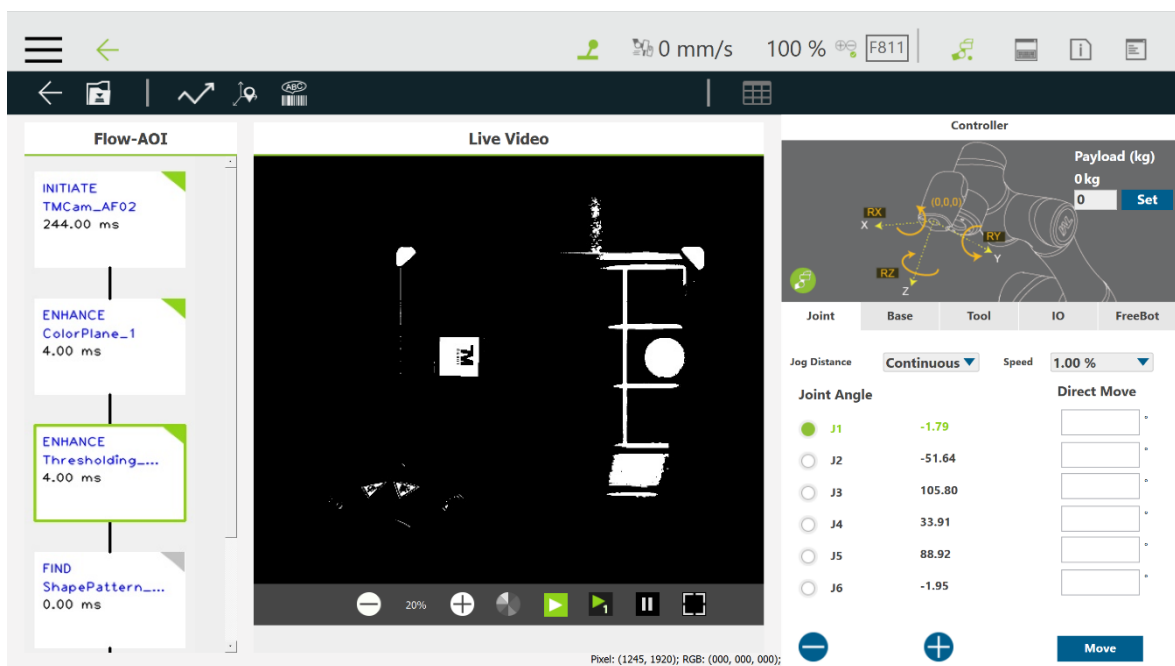 0 mm/s 100 % F811
ABC
Flow-AOI
INITIATE
TMCam_AF02
244.00 ms
ENHANCE
ColorPlane_1
4.00 ms
ENHANCE
Thresholding_...
4.00 ms
FIND
ShapePattern_...
0.00 ms
Live Video
TM
20%
1
Pixel: (1245, 1920); RGB: (000, 000, 000);
Controller
Payload (kg)
0 kg
0 Set
(0,0,0)
RX
X
RY
Y
RZ
Z
Joint Base Tool IO FreeBot
Jog Distance Continuous Speed 1.00 %
Joint Angle Direct Move
J1 -1.79 °
J2 -51.64 °
J3 105.80 °
J4 33.91 °
J5 88.92 °
J6 -1.95 °
Move